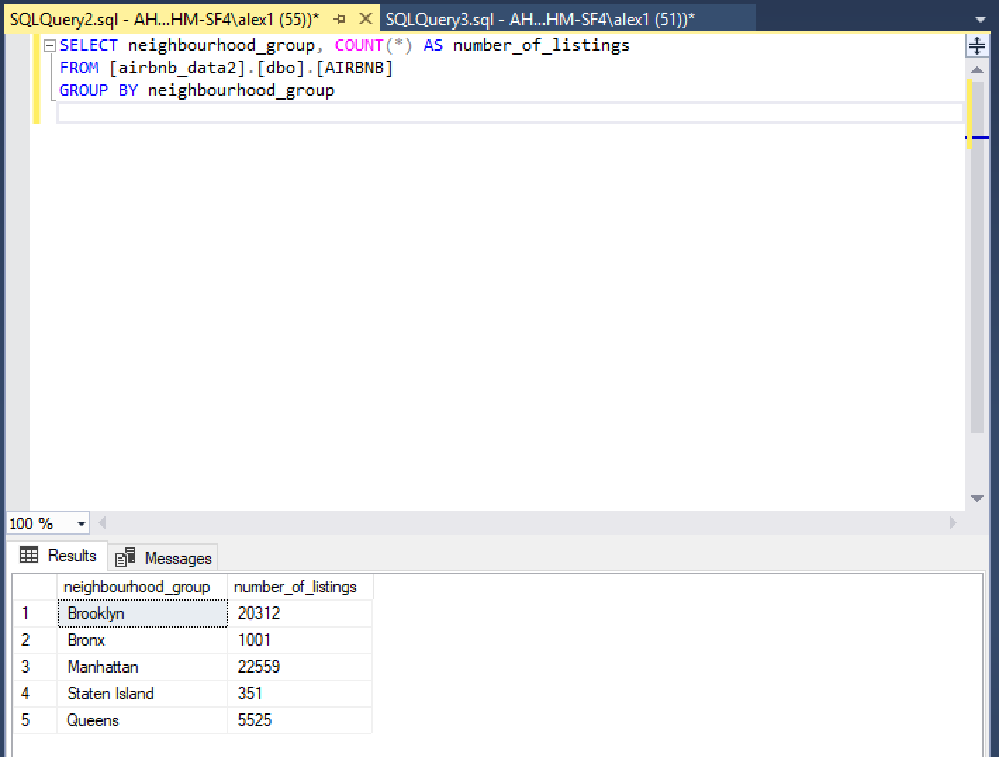 SQLQuery2.sql - AH...HM-SF4\alex1 (55))* SQLQuery3.sql - AH...HM-SF4\alex1 (51))*
SELECT neighbourhood_group, COUNT(*) AS number_of_listings
FROM [airbnb_data2].[dbo].[AIRBNB]
GROUP BY neighbourhood_group
100 %
Results Messages
neighbourhood_group number_of_listings
1 Brooklyn 20312
2 Bronx 1001
3 Manhattan 22559
4 Staten Island 351
5 Queens 5525